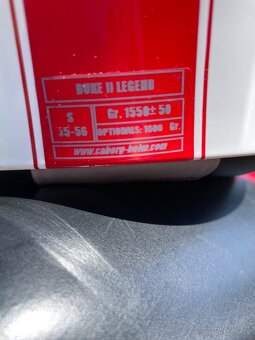 DUKE II LEGEND
S
55-56
Gr. 1550± 50
OPTIONALS: 1600 Gr.
www.caberg-helm.com